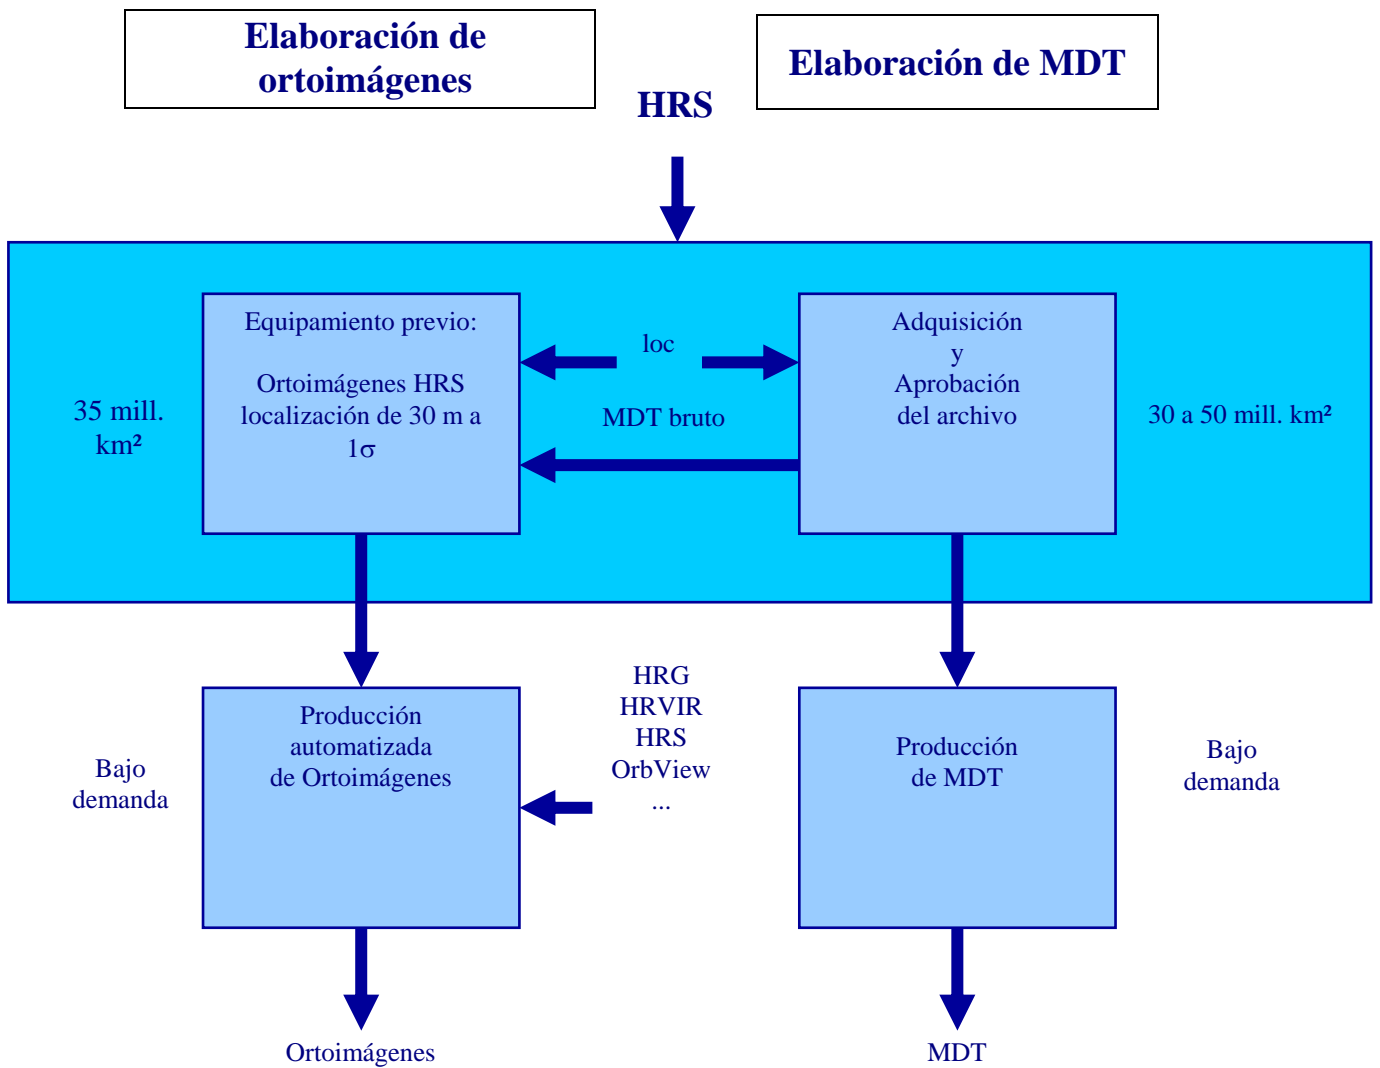 Elaboración de
ortoimágenes
Elaboración de MDT
HRS
Equipamiento previo:
Ortoimágenes HRS
localización de 30 m a
1σ
loc
MDT bruto
Adquisición
y
Aprobación
del archivo
35 mill.
km²
30 a 50 mill. km²
Bajo
demanda
Producción
automatizada
de Ortoimágenes
HRG
HRVIR
HRS
OrbView
...
Producción
de MDT
Bajo
demanda
Ortoimágenes
MDT